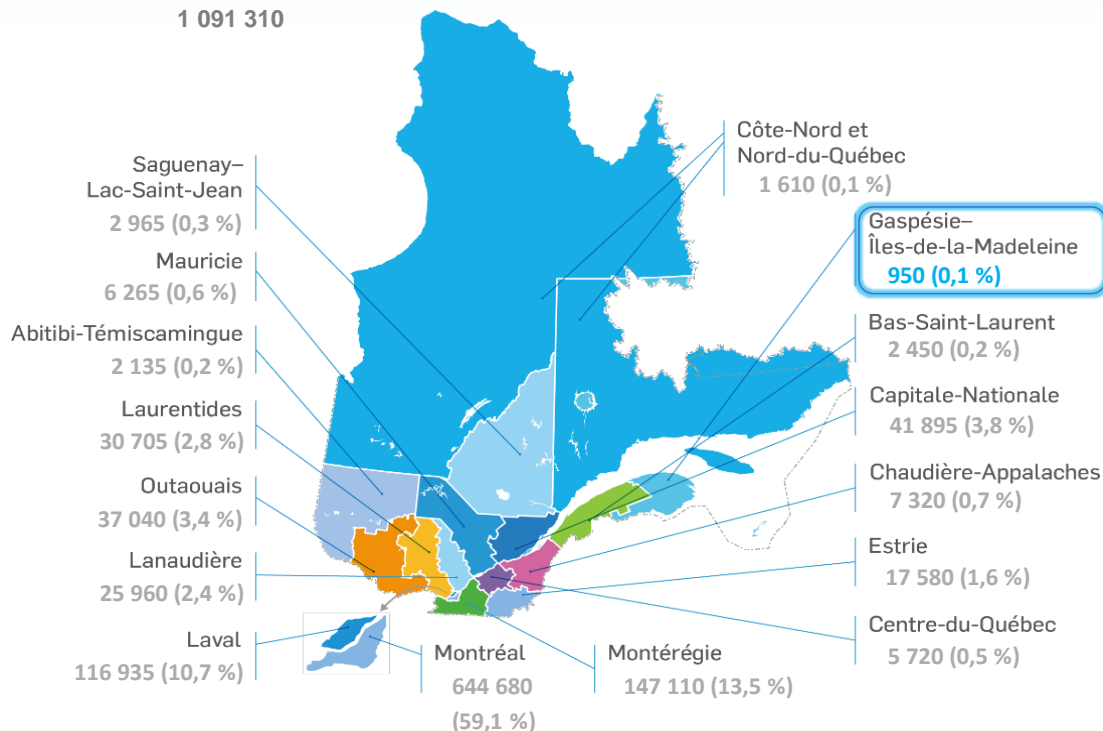 1 091 310
Saguenay–
Lac-Saint-Jean
2 965 (0,3 %)
Mauricie
6 265 (0,6 %)
Abitibi-Témiscamingue
2 135 (0,2 %)
Laurentides
30 705 (2,8 %)
Outaouais
37 040 (3,4 %)
Lanaudière
25 960 (2,4 %)
Laval
116 935 (10,7 %)
Montréal
644 680
(59,1 %)
Montérégie
147 110 (13,5 %)
Côte-Nord et
Nord-du-Québec
1 610 (0,1 %)
Gaspésie–
Îles-de-la-Madeleine
950 (0,1 %)
Bas-Saint-Laurent
2 450 (0,2 %)
Capitale-Nationale
41 895 (3,8 %)
Chaudière-Appalaches
7 320 (0,7 %)
Estrie
17 580 (1,6 %)
Centre-du-Québec
5 720 (0,5 %)